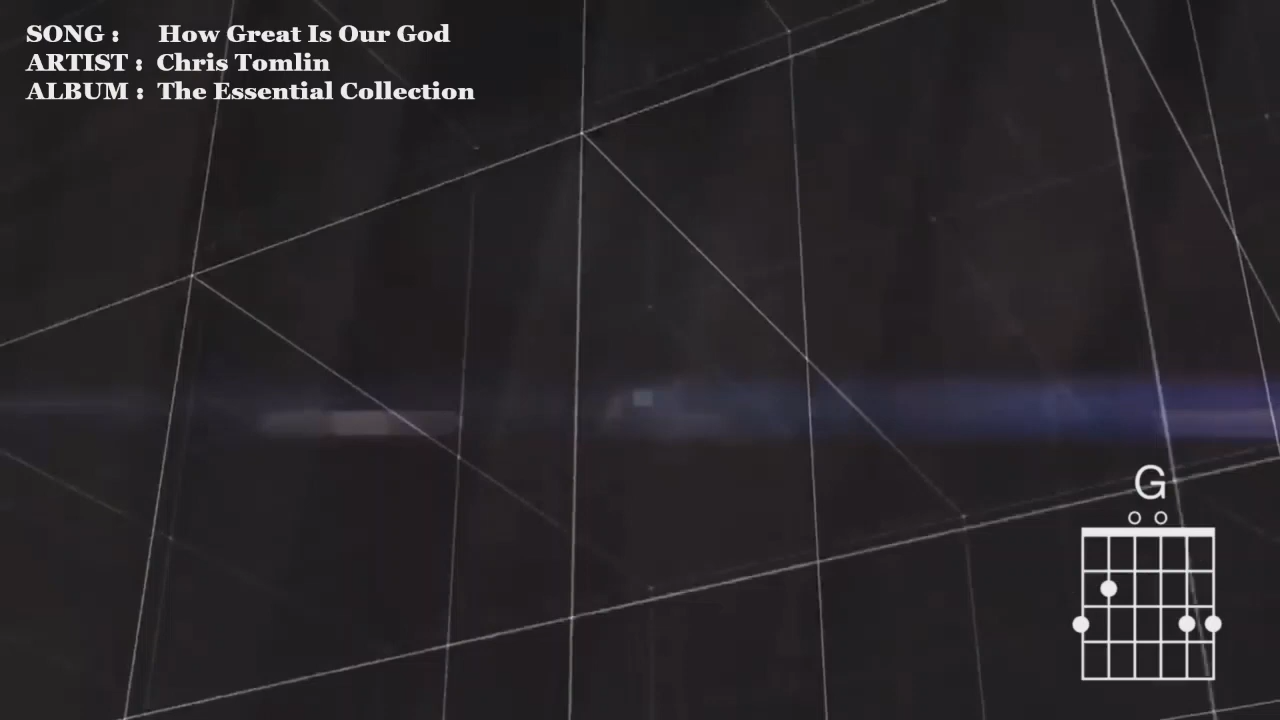 SONG : How Great Is Our God
ARTIST : Chris Tomlin
ALBUM : The Essential Collection
G